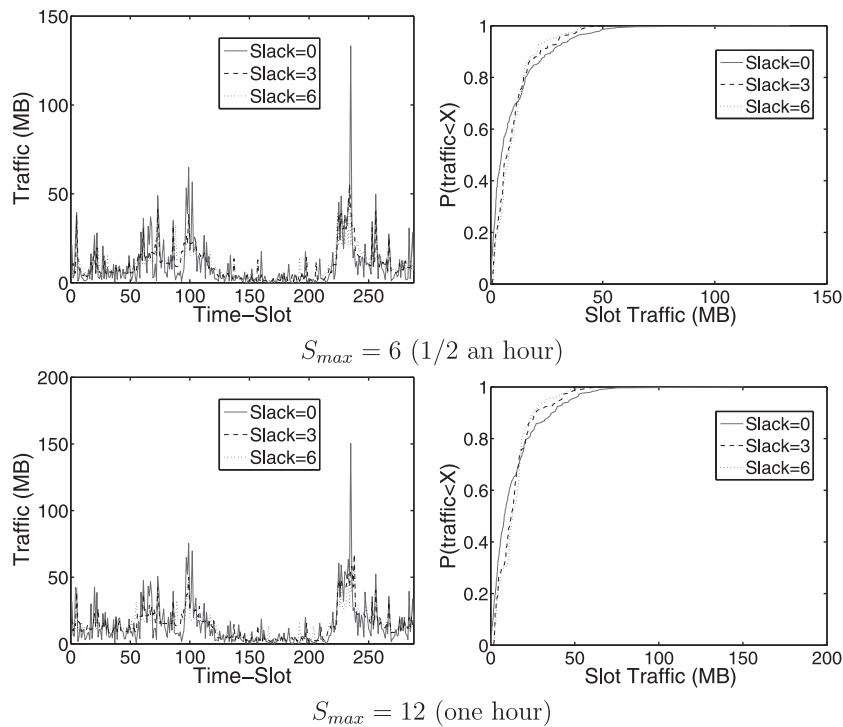 150
100
50
0
Traffic (MB)
Slack=0
Slack=3
Slack=6
0 50 100 150 200 250
Time−Slot
1
0.8
0.6
0.4
0.2
0
P(traffic<X)
Slack=0
Slack=3
Slack=6
0 50 100 150
Slot Traffic (MB)
S_max = 6 (1/2 an hour)
200
150
100
50
0
Traffic (MB)
Slack=0
Slack=3
Slack=6
0 50 100 150 200 250
Time−Slot
1
0.8
0.6
0.4
0.2
0
P(traffic<X)
Slack=0
Slack=3
Slack=6
0 50 100 150 200
Slot Traffic (MB)
S_max = 12 (one hour)